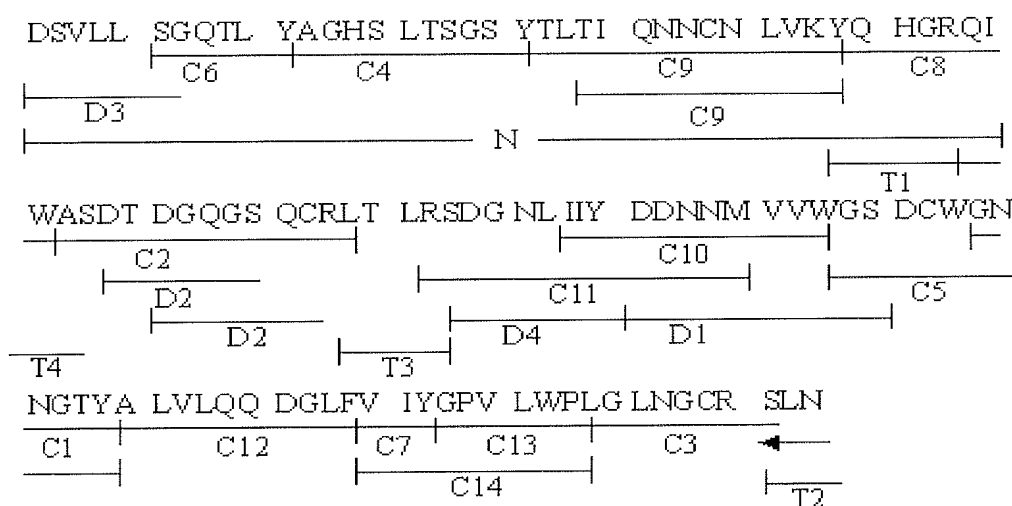 DSVLL SGQTL YAGHS LTSGS YTLTI QNNCN LVKYQ HGRQI
C6 C4 C9 C8
D3 C9
N
T1
WASDT DGQGS QCRLT LRSDG NLIIY DDNNM VVWGS DCWGN
C2 C10
D2 C11 C5
D2 D4 D1
T4 T3
NGTYA LVLQQ DGLFV IYGPV LWPLG LNGCR SLN
C1 C12 C7 C13 C3
C14 T2